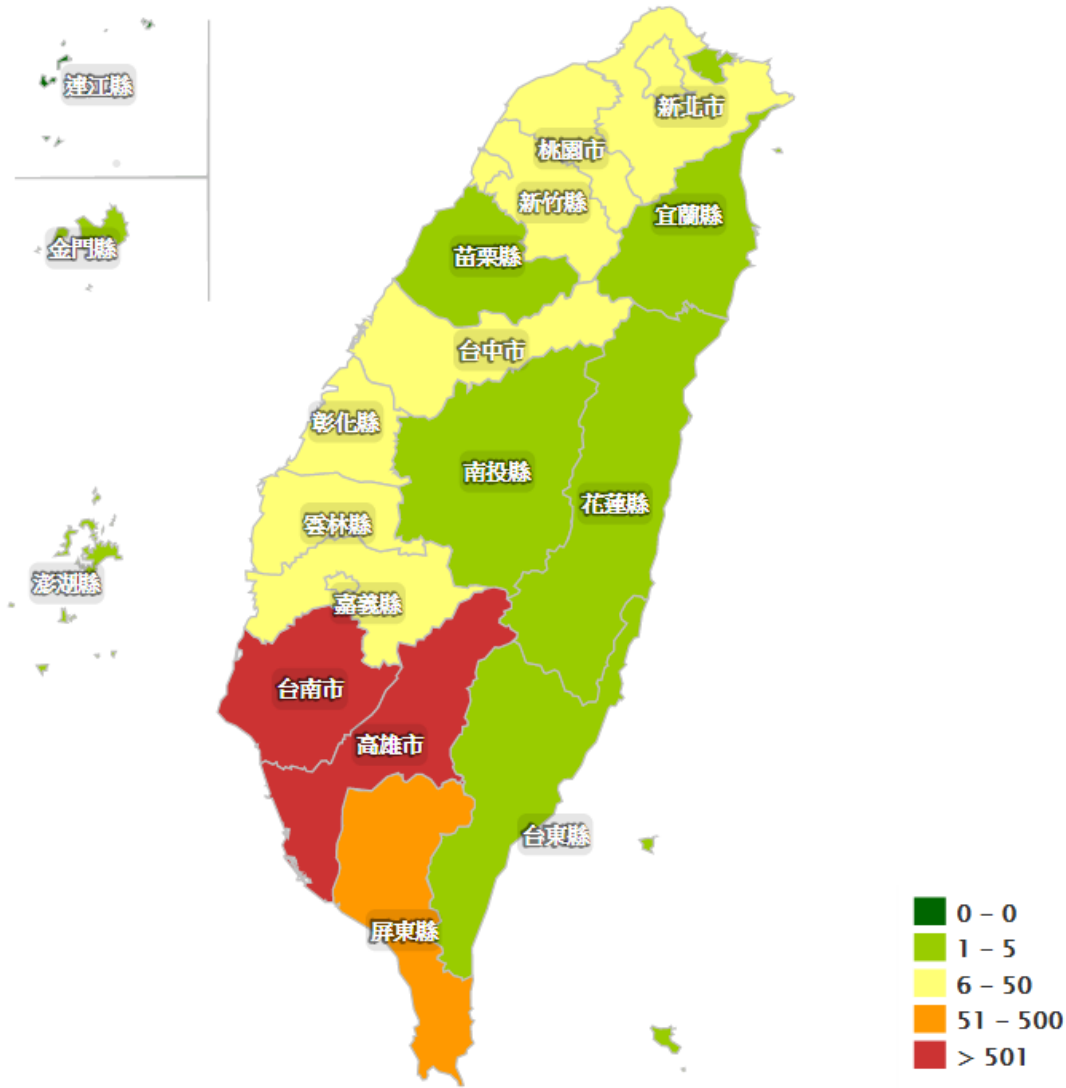 連江縣
新北市
桃園市
新竹縣
宜蘭縣
金門縣
苗栗縣
台中市
彰化縣
南投縣
花蓮縣
雲林縣
澎湖縣
嘉義縣
台南市
高雄市
台東縣
屏東縣
0 - 0
1 - 5
6 - 50
51 - 500
> 501